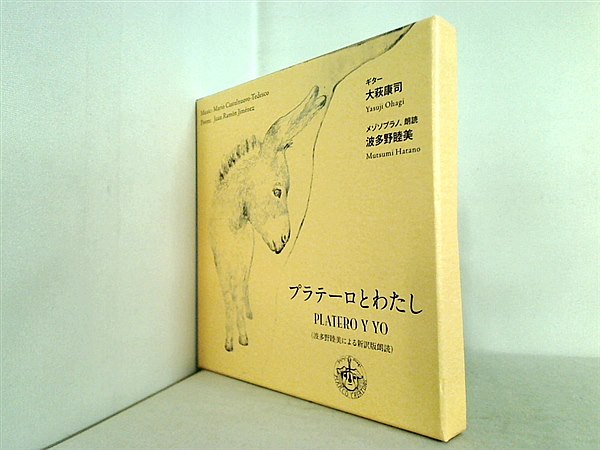 Music: Mario Castelnuovo-Tedesco
Poem: Juan Ramón Jiménez
ギター
大萩康司
Yasuji Ohagi
メゾソプラノ、朗読
波多野睦美
Mutsumi Hatano
プラテーロとわたし
PLATERO Y YO
(波多野睦美による新訳版朗読)